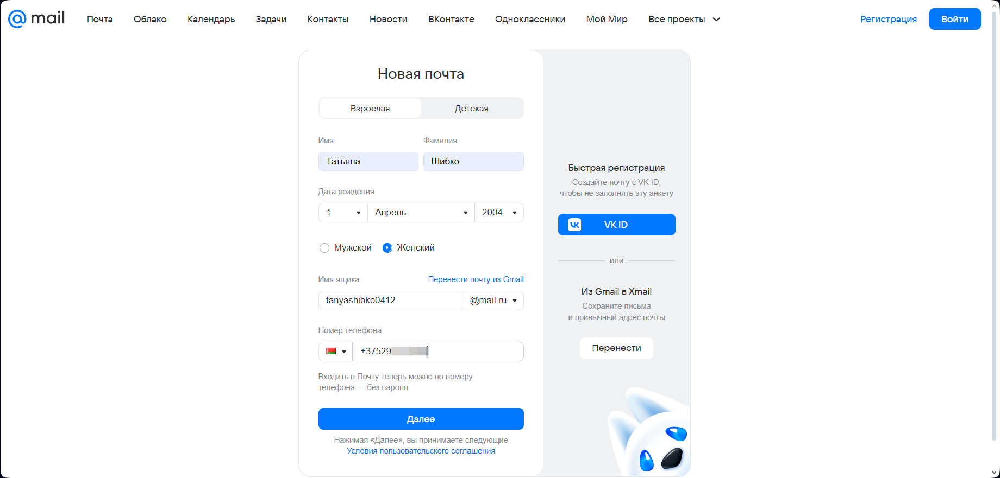 @mail Почта Облако Календарь Задачи Контакты Новости ВКонтакте Одноклассники Мой Мир Все проекты Регистрация Войти
Новая почта
Взрослая Детская
Имя Фамилия
Татьяна Шибко
Дата рождения
1 Апрель 2004
Мужской Женский
Имя ящика Перенести почту из Gmail
tanyashibko0412 @mail.ru
Номер телефона
+37529
Входить в Почту теперь можно по номеру
телефона — без пароля
Далее
Нажимая «Далее», вы принимаете следующие
Условия пользовательского соглашения
Быстрая регистрация
Создайте почту с VK ID,
чтобы не заполнять эту анкету
VK ID
или
Из Gmail в Xmail
Сохраните письма
и привычный адрес почты
Перенести